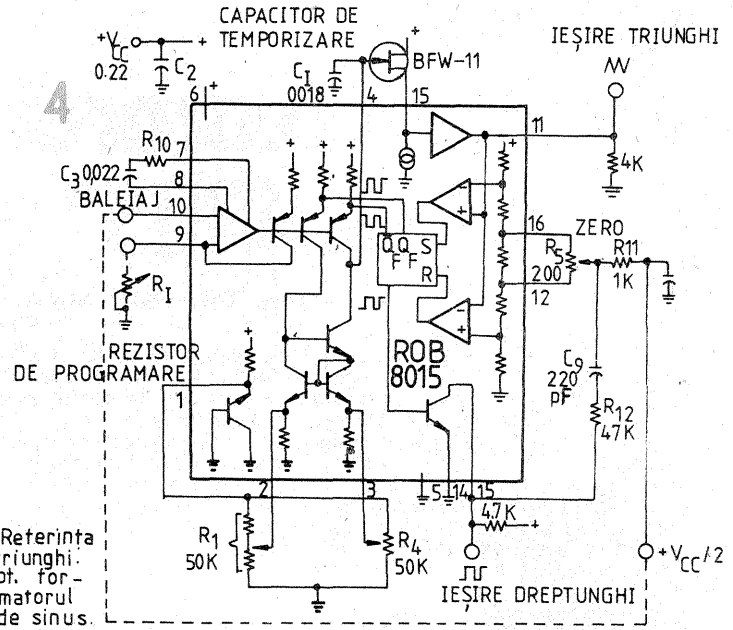 CAPACITOR DE
TEMPORIZARE
+VCC
0.22
C2
+
CI
0018
BFW-11
+
IEȘIRE TRIUNGHI
4
6
+
4
15
11
R10
7
C3 0,022
8
BALEIAJ
10
9
RI
+
+
+
+
4K
16
ZERO
R5
200
12
R11
1K
Q Q S
F F
R
-
+
-
+
ROB
8015
REZISTOR
DE PROGRAMARE
1
+
C9
220
pF
R12
47K
2
3
5
14
15
4.7K
+
R1
50K
R4
50K
+VCC/2
IEȘIRE DREPTUNGHI
Referinta
triunghi.
pt. for-
matorul
de sinus.